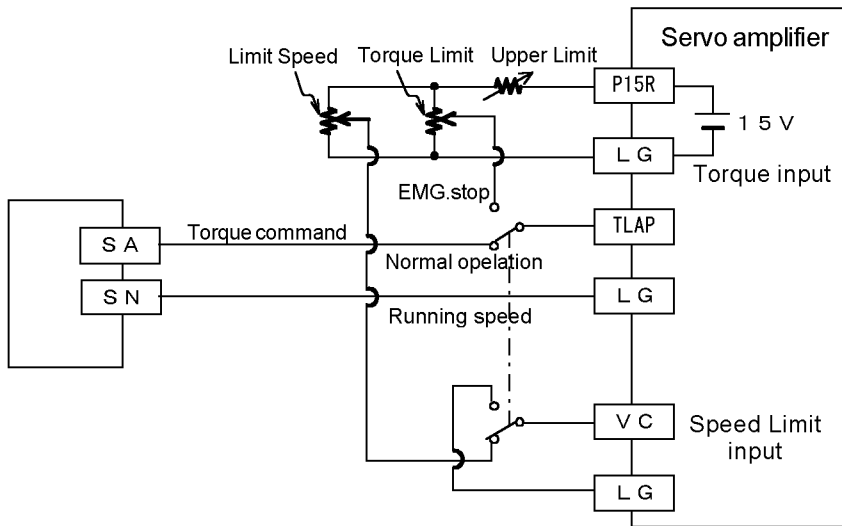 Servo amplifier
Limit Speed
Torque Limit
Upper Limit
P15R
15V
LG
Torque input
EMG.stop
TLAP
SA
Torque command
Normal opelation
SN
LG
Running speed
VC
Speed Limit
input
LG